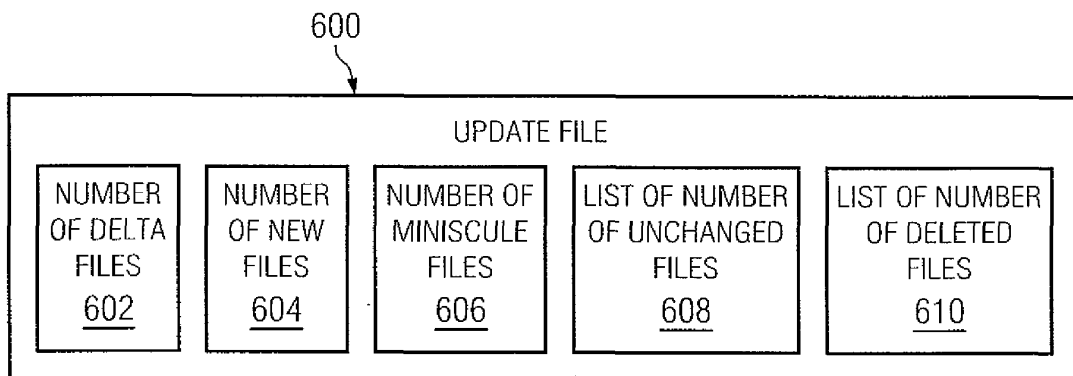 600
UPDATE FILE
NUMBER
OF DELTA
FILES
602
NUMBER
OF NEW
FILES
604
NUMBER OF
MINISCULE
FILES
606
LIST OF NUMBER
OF UNCHANGED
FILES
608
LIST OF NUMBER
OF DELETED
FILES
610